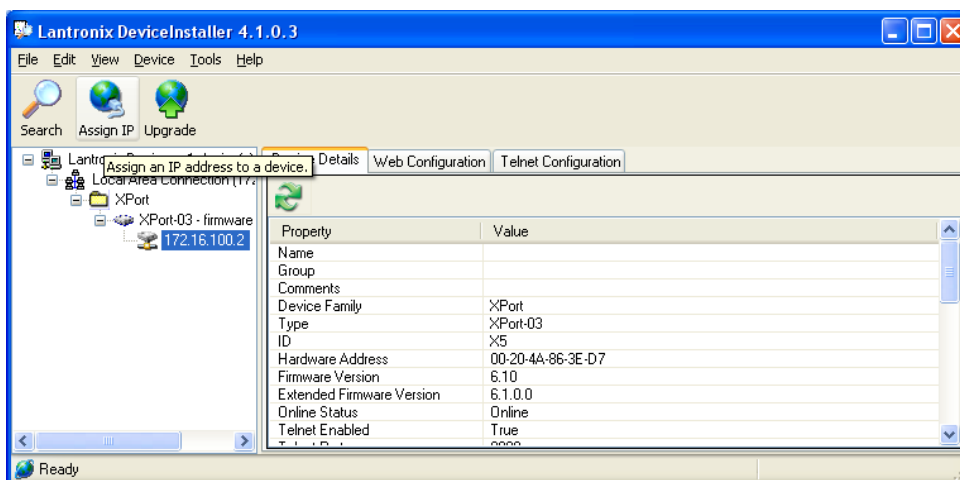 Lantronix DeviceInstaller 4.1.0.3
File Edit View Device Tools Help
Search Assign IP Upgrade
Assign an IP address to a device.
XPort
XPort-03 - firmware
172.16.100.2
Details Web Configuration Telnet Configuration
Property Value
Name
Group
Comments
Device Family XPort
Type XPort-03
ID X5
Hardware Address 00-20-4A-86-3E-D7
Firmware Version 6.10
Extended Firmware Version 6.1.0.0
Online Status Online
Telnet Enabled True
Ready